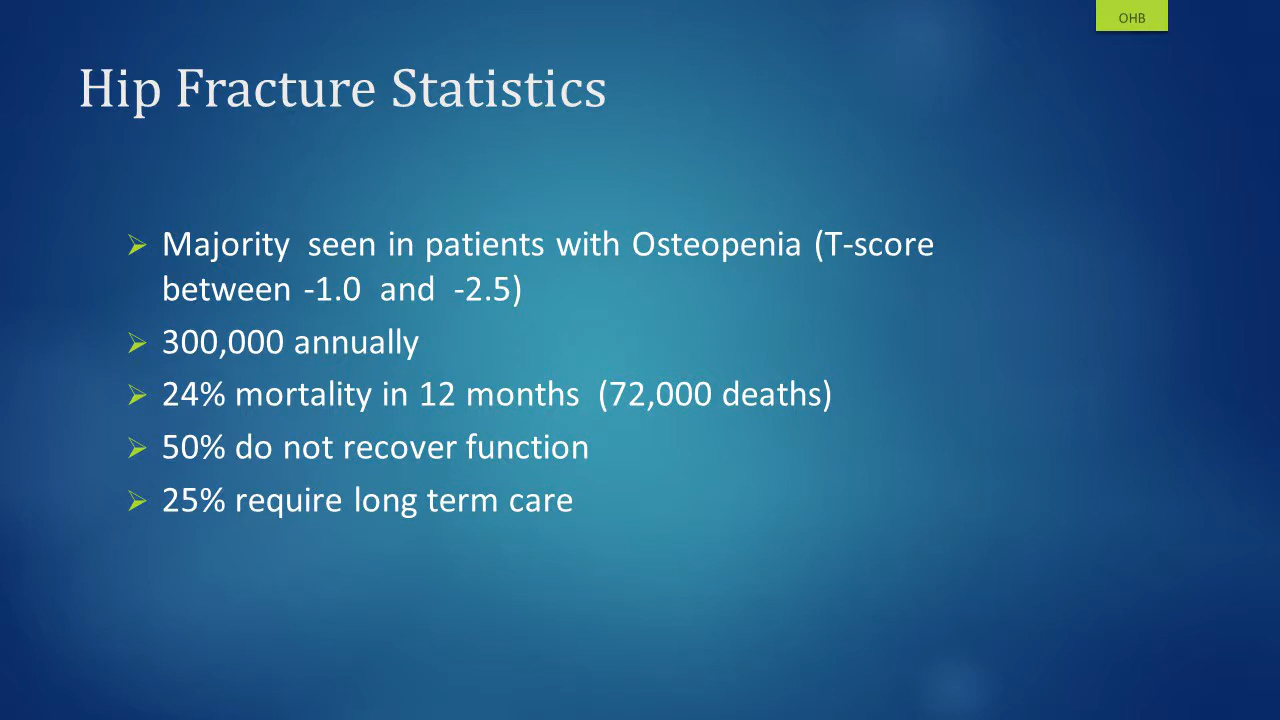 OHB
Hip Fracture Statistics
Majority seen in patients with Osteopenia (T-score
between -1.0 and -2.5)
300,000 annually
24% mortality in 12 months (72,000 deaths)
50% do not recover function
25% require long term care